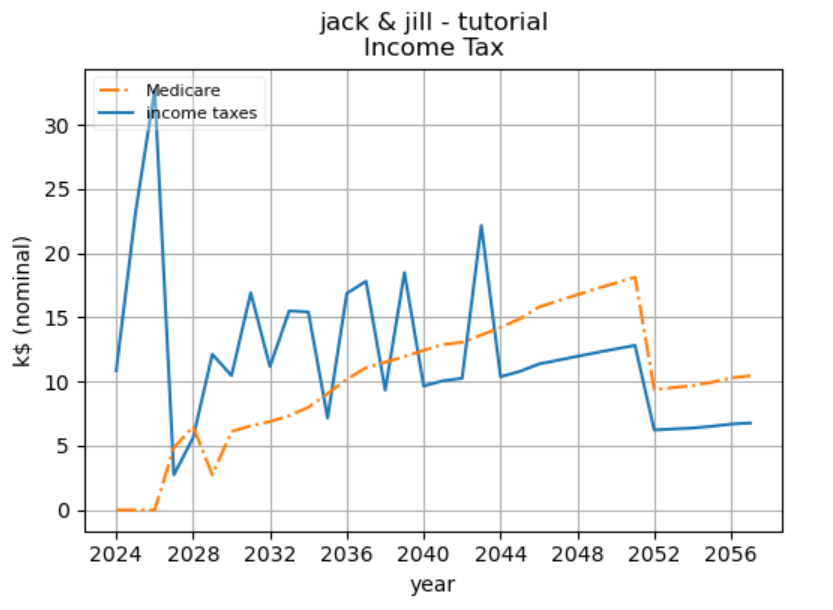 jack & jill - tutorial
Income Tax
Medicare
income taxes
30
25
20
15
10
5
0
k$ (nominal)
2024 2028 2032 2036 2040 2044 2048 2052 2056
year